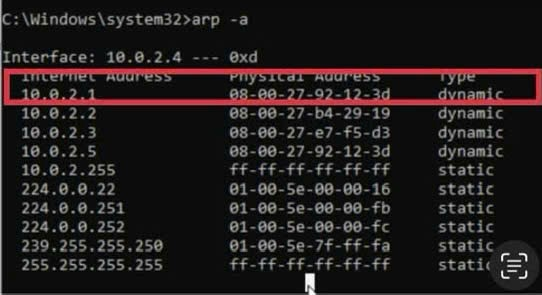 C:\Windows\system32>arp -a
Interface: 10.0.2.4 --- 0xd
Internet Address Physical Address Type
10.0.2.1 08-00-27-92-12-3d dynamic
10.0.2.2 08-00-27-b4-29-19 dynamic
10.0.2.3 08-00-27-e7-f5-d3 dynamic
10.0.2.5 08-00-27-92-12-3d dynamic
10.0.2.255 ff-ff-ff-ff-ff-ff static
224.0.0.22 01-00-5e-00-00-16 static
224.0.0.251 01-00-5e-00-00-fb static
224.0.0.252 01-00-5e-00-00-fc static
239.255.255.250 01-00-5e-7f-ff-fa static
255.255.255.255 ff-ff-ff-ff-ff-ff static